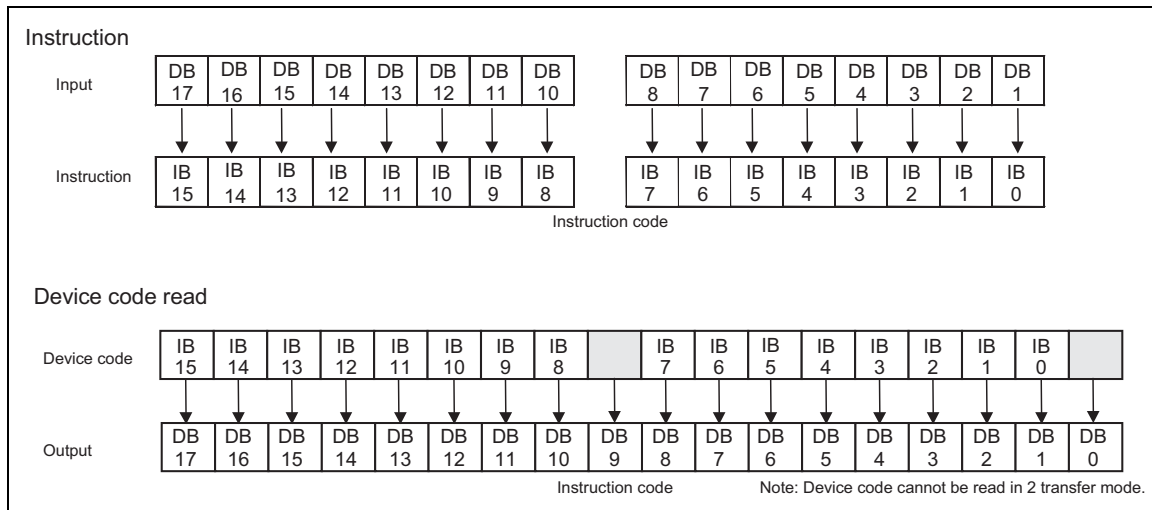 Instruction
Input
DB DB DB DB DB DB DB DB DB DB DB DB DB DB DB DB
17 16 15 14 13 12 11 10 8 7 6 5 4 3 2 1
Instruction
IB IB IB IB IB IB IB IB IB IB IB IB IB IB IB IB
15 14 13 12 11 10 9 8 7 6 5 4 3 2 1 0
Instruction code
Device code read
Device code
IB IB IB IB IB IB IB IB IB IB IB IB IB IB IB IB
15 14 13 12 11 10 9 8 7 6 5 4 3 2 1 0
Output
DB DB DB DB DB DB DB DB DB DB DB DB DB DB DB DB DB DB
17 16 15 14 13 12 11 10 9 8 7 6 5 4 3 2 1 0
Instruction code
Note: Device code cannot be read in 2 transfer mode.